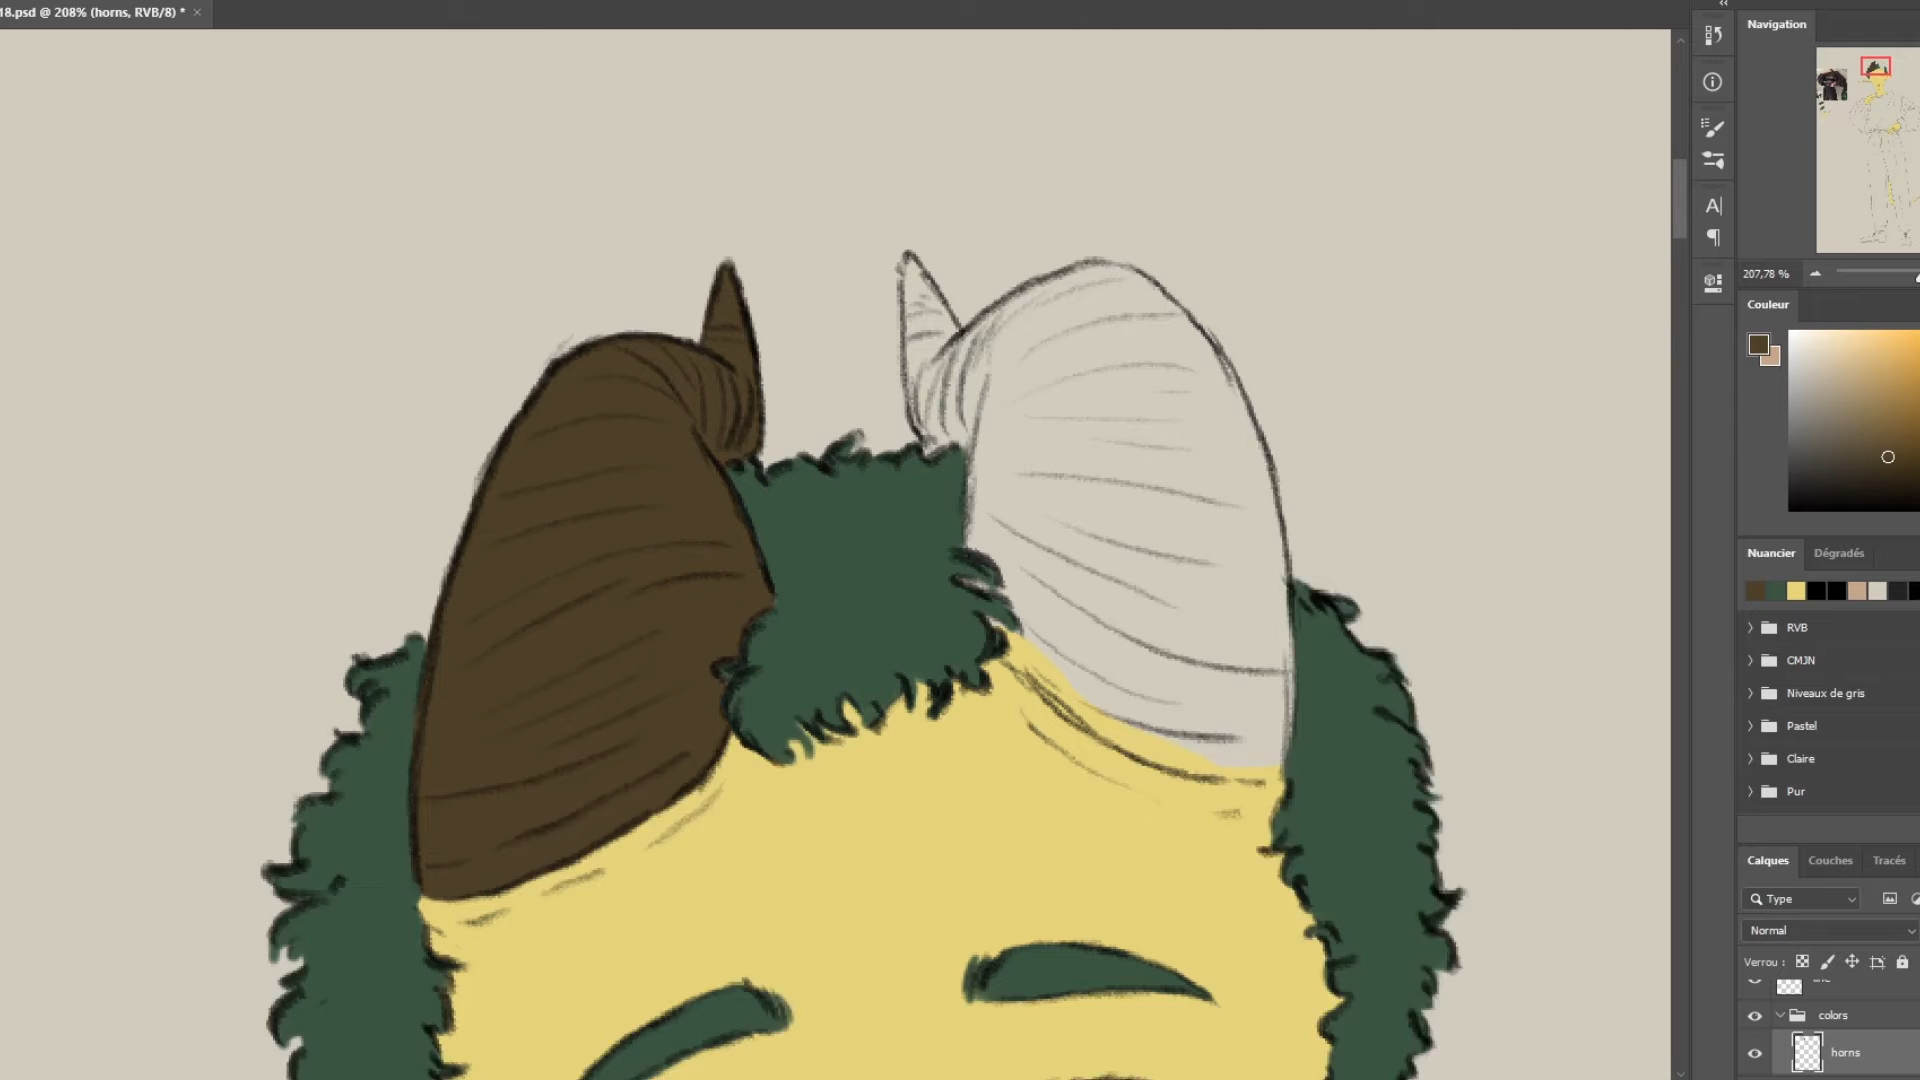 18.psd @ 208% (horns, RVB/8) * ×
Navigation
207,78 %
Couleur
Nuancier Dégradés
RVB
CMJN
Niveaux de gris
Pastel
Claire
Pur
Calques Couches Tracés
Type
Normal
Verrou :
colors
horns